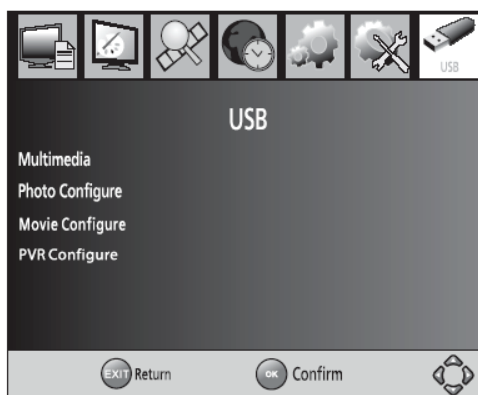 USB
USB
Multimedia
Photo Configure
Movie Configure
PVR Configure
EXIT Return OK Confirm